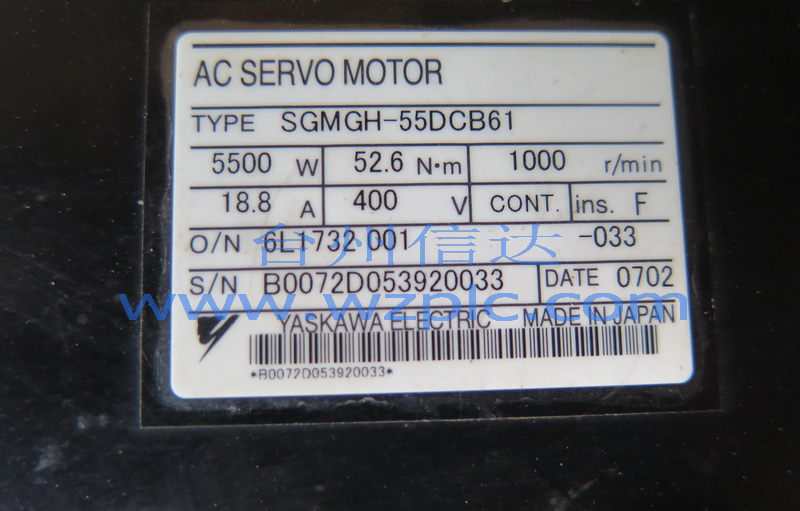 AC SERVO MOTOR
TYPE SGMGH-55DCB61
5500 W 52.6 N·m 1000 r/min
18.8 A 400 V CONT. ins. F
O/N 6L1732 001 -033
台州信达
S/N B0072D053920033 DATE 0702
www.wzplc.com
YASKAWA ELECTRIC MADE IN JAPAN
*B0072D053920033*